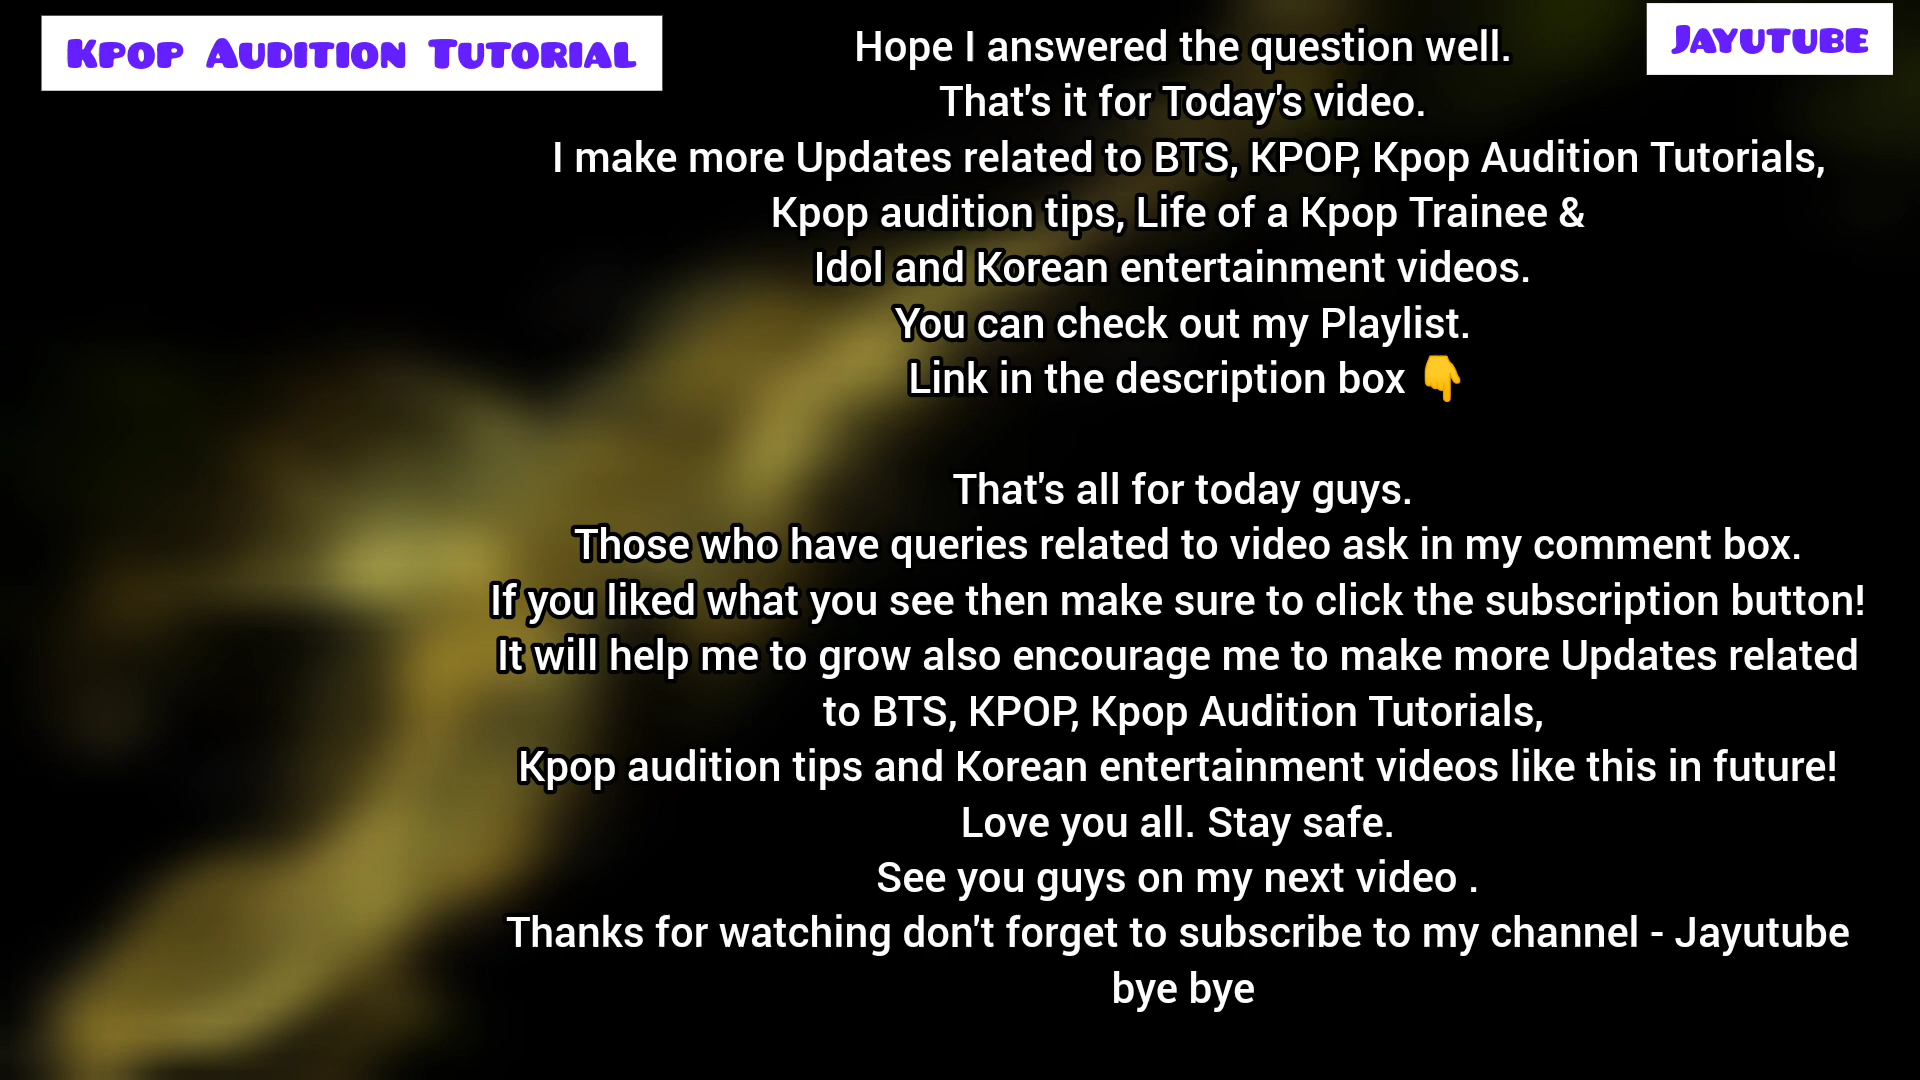 Kpop Audition Tutorial
Jayutube
Hope I answered the question well.
That's it for Today's video.
I make more Updates related to BTS, KPOP, Kpop Audition Tutorials,
Kpop audition tips, Life of a Kpop Trainee &
Idol and Korean entertainment videos.
You can check out my Playlist.
Link in the description box 👇
That's all for today guys.
Those who have queries related to video ask in my comment box.
If you liked what you see then make sure to click the subscription button!
It will help me to grow also encourage me to make more Updates related
to BTS, KPOP, Kpop Audition Tutorials,
Kpop audition tips and Korean entertainment videos like this in future!
Love you all. Stay safe.
See you guys on my next video .
Thanks for watching don't forget to subscribe to my channel - Jayutube
bye bye